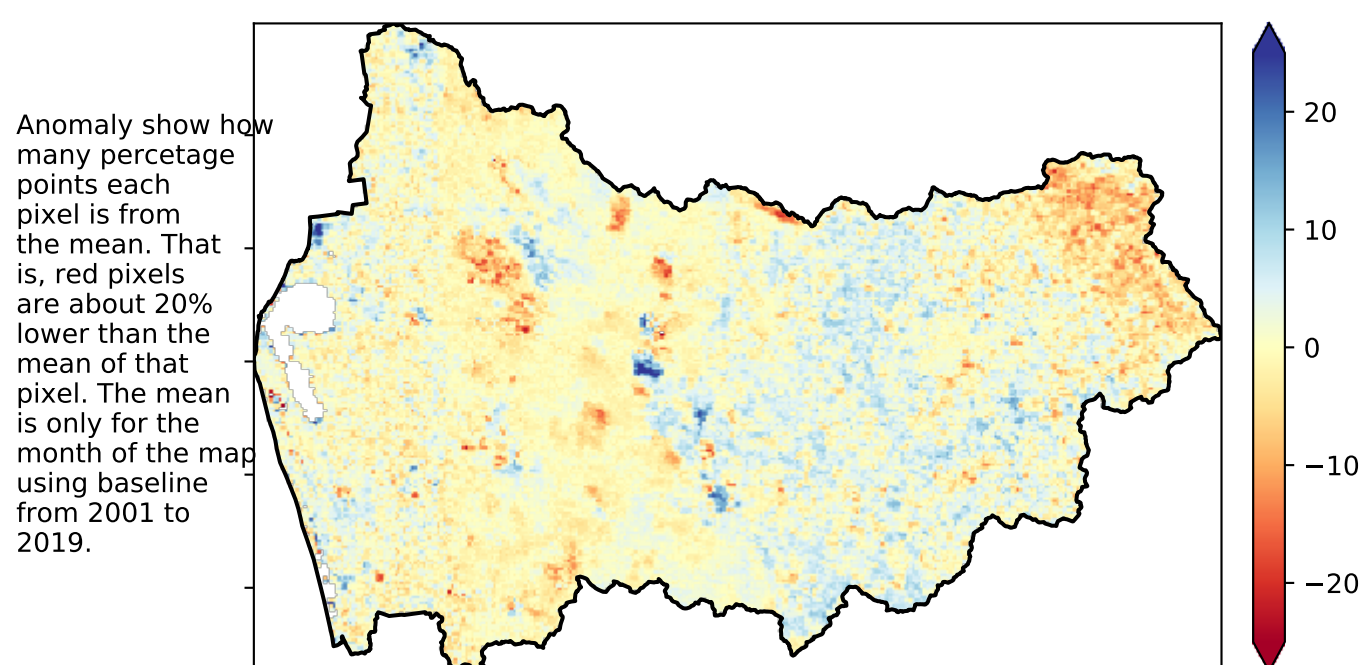 Anomaly show how
many percetage
points each
pixel is from
the mean. That
is, red pixels
are about 20%
lower than the
mean of that
pixel. The mean
is only for the
month of the map
using baseline
from 2001 to
2019.
20
10
0
−10
−20